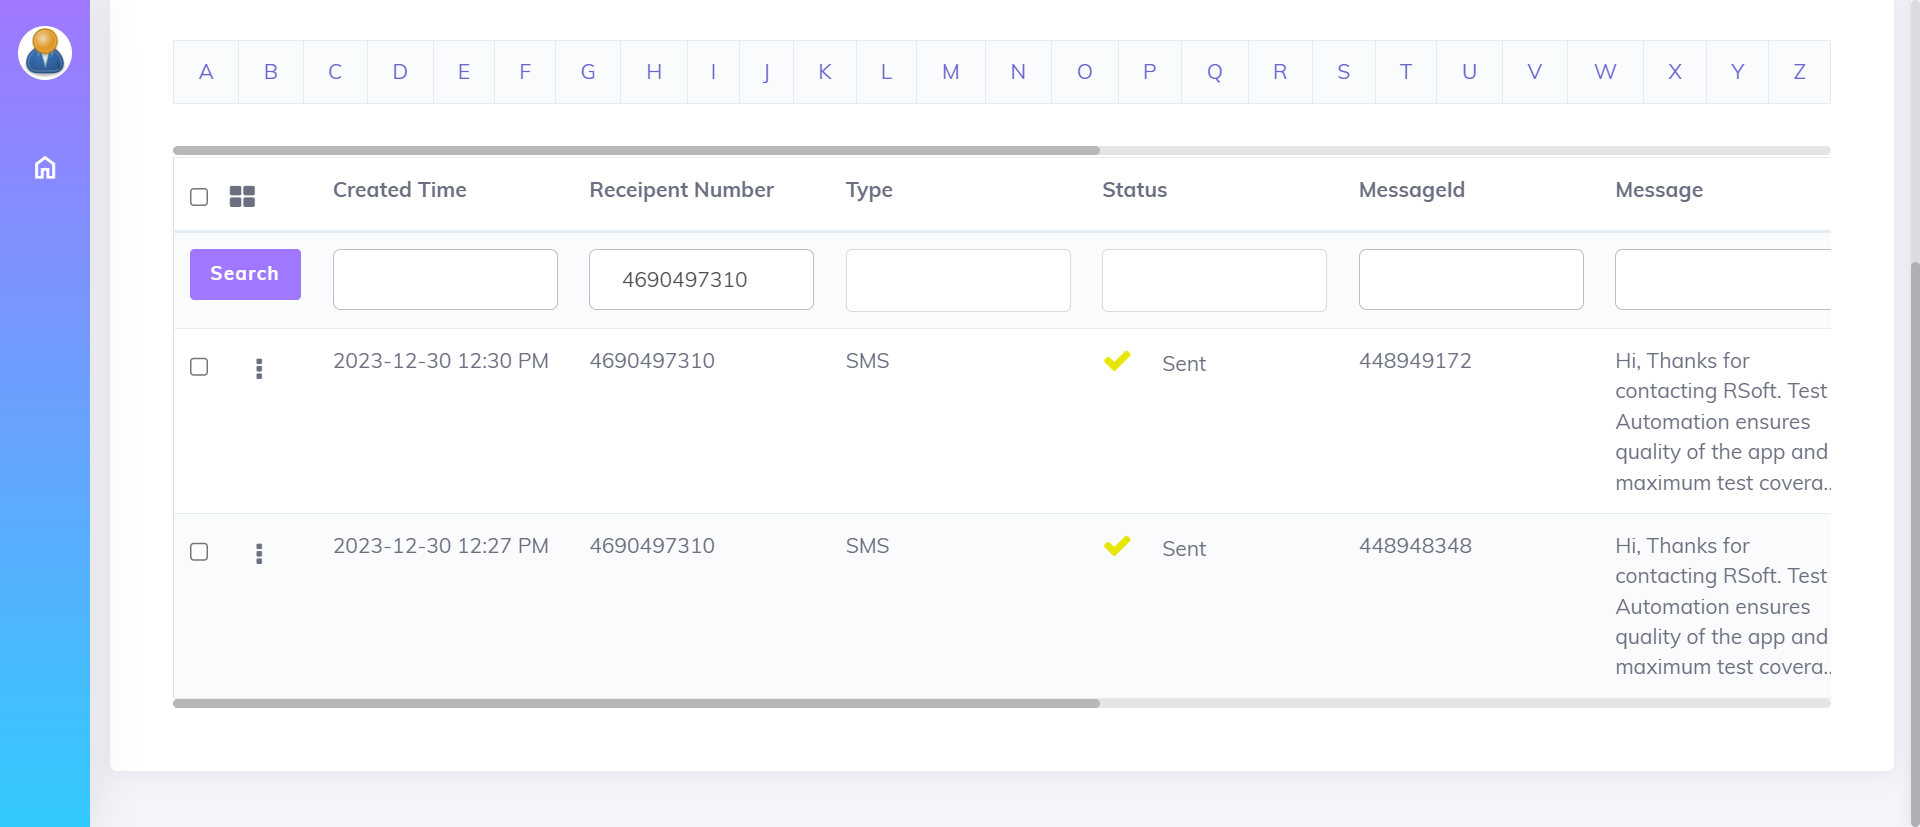 A B C D E F G H I J K L M N O P Q R S T U V W X Y Z
Created Time Receipent Number Type Status MessageId Message
Search 4690497310
2023-12-30 12:30 PM 4690497310 SMS Sent 448949172 Hi, Thanks for
contacting RSoft. Test
Automation ensures
quality of the app and
maximum test covera..
2023-12-30 12:27 PM 4690497310 SMS Sent 448948348 Hi, Thanks for
contacting RSoft. Test
Automation ensures
quality of the app and
maximum test covera..